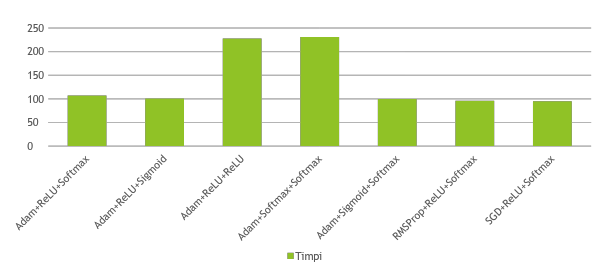 250
200
150
100
50
0
Adam+ReLU+Softmax
Adam+ReLU+Sigmoid
Adam+ReLU+ReLU
Adam+Softmax+Softmax
Adam+Sigmoid+Softmax
RMSProp+ReLU+Softmax
SGD+ReLU+Softmax
Timpi